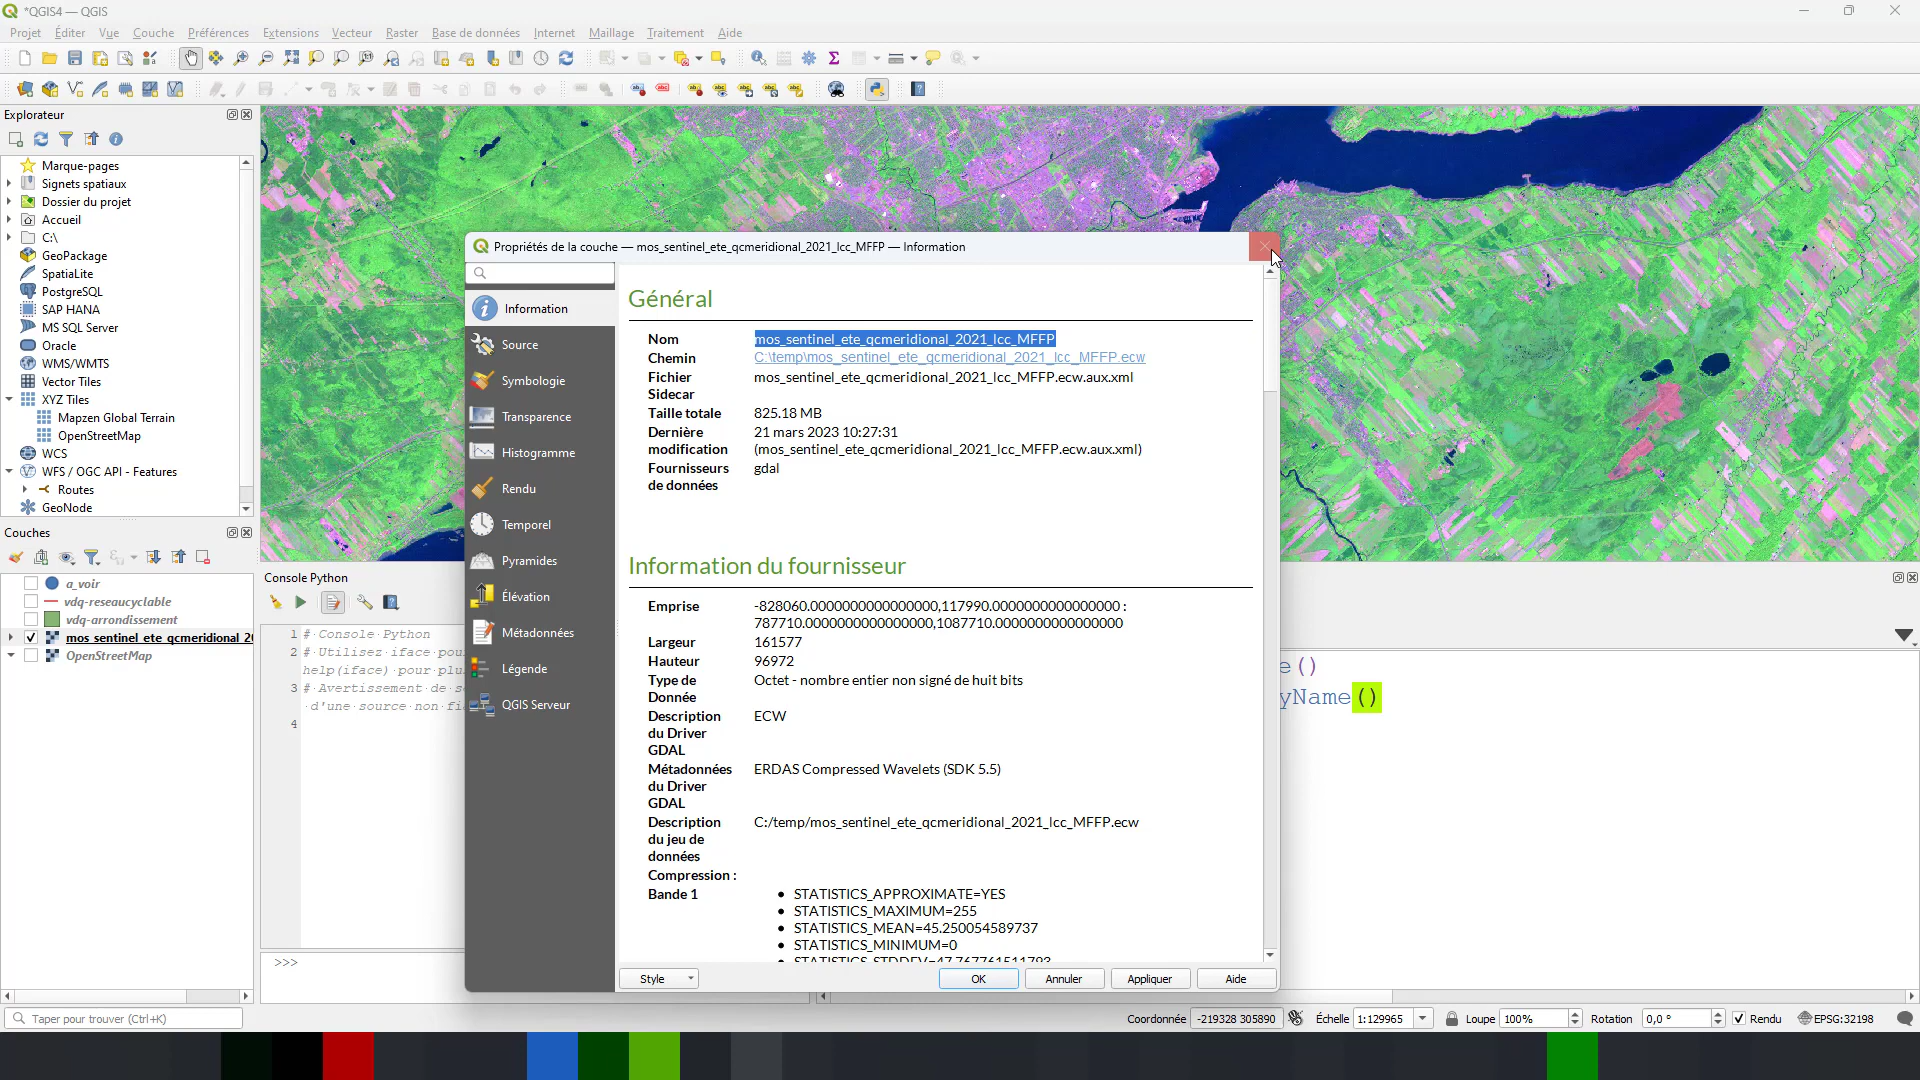 *QGIS4 — QGIS
Projet Éditer Vue Couche Préférences Extensions Vecteur Raster Base de données Internet Maillage Traitement Aide
Explorateur
Marque-pages
Signets spatiaux
Dossier du projet
Accueil
C:\
GeoPackage
SpatiaLite
PostgreSQL
SAP HANA
MS SQL Server
Oracle
WMS/WMTS
Vector Tiles
XYZ Tiles
Mapzen Global Terrain
OpenStreetMap
WCS
WFS / OGC API - Features
Routes
GeoNode
Couches
a_voir
vdq-reseaucyclable
vdq-arrondissement
mos sentinel ete qcmeridional 2
OpenStreetMap
Console Python
1 # Console Python
2 # Utilisez iface pou
help(iface) pour plu
3 # Avertissement de s
d'une source non fi
4
>>>
e()
yName()
Propriétés de la couche — mos_sentinel_ete_qcmeridional_2021_lcc_MFFP — Information
Information
Source
Symbologie
Transparence
Histogramme
Rendu
Temporel
Pyramides
Élévation
Métadonnées
Légende
QGIS Serveur
Général
Nom mos_sentinel_ete_qcmeridional_2021_lcc_MFFP
Chemin C:\temp\mos_sentinel_ete_qcmeridional_2021_lcc_MFFP.ecw
Fichier mos_sentinel_ete_qcmeridional_2021_lcc_MFFP.ecw.aux.xml
Sidecar
Taille totale 825.18 MB
Dernière 21 mars 2023 10:27:31
modification (mos_sentinel_ete_qcmeridional_2021_lcc_MFFP.ecw.aux.xml)
Fournisseurs gdal
de données
Information du fournisseur
Emprise -828060.0000000000000000,117990.0000000000000000 :
787710.0000000000000000,1087710.0000000000000000
Largeur 161577
Hauteur 96972
Type de Octet - nombre entier non signé de huit bits
Donnée
Description ECW
du Driver
GDAL
Métadonnées ERDAS Compressed Wavelets (SDK 5.5)
du Driver
GDAL
Description C:/temp/mos_sentinel_ete_qcmeridional_2021_lcc_MFFP.ecw
du jeu de
données
Compression :
Bande 1 • STATISTICS_APPROXIMATE=YES
• STATISTICS_MAXIMUM=255
• STATISTICS_MEAN=45.250054589737
• STATISTICS_MINIMUM=0
• STATISTICS_STDDEV=47.767761511793
Style OK Annuler Appliquer Aide
Taper pour trouver (Ctrl+K) Coordonnée -219328 305890 Échelle 1:129965 Loupe 100% Rotation 0,0 ° Rendu EPSG:32198